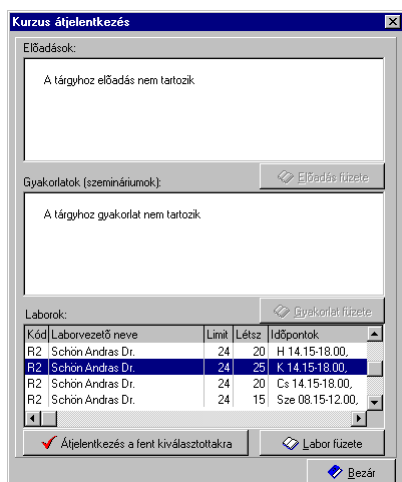 Kurzus átjelentkezés
Előadások:
A tárgyhoz előadás nem tartozik
Előadás füzete
Gyakorlatok (szemináriumok):
A tárgyhoz gyakorlat nem tartozik
Gyakorlat füzete
Laborok:
Kód Laborvezető neve Limit Létsz Időpontok
R2 Schön Andras Dr. 24 20 H 14.15-18.00,
R2 Schön Andras Dr. 24 25 K 14.15-18.00,
R2 Schön Andras Dr. 24 20 Cs 14.15-18.00,
R2 Schön Andras Dr. 24 15 Sze 08.15-12.00,
Átjelentkezés a fent kiválasztottakra Labor füzete
Bezár